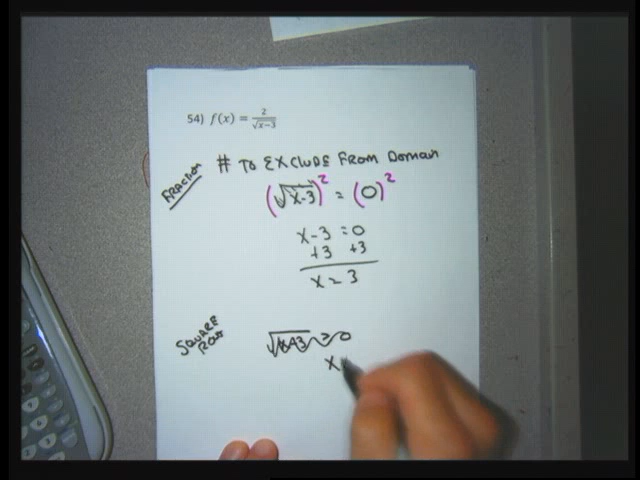 54) f(x) = 2/√(x−3)
# TO EXCLUDE FROM DOMAIN
FRACTION
(√x-3)² = (0)²
x-3 = 0
+3 +3
x = 3
SQUARE ROOT
x